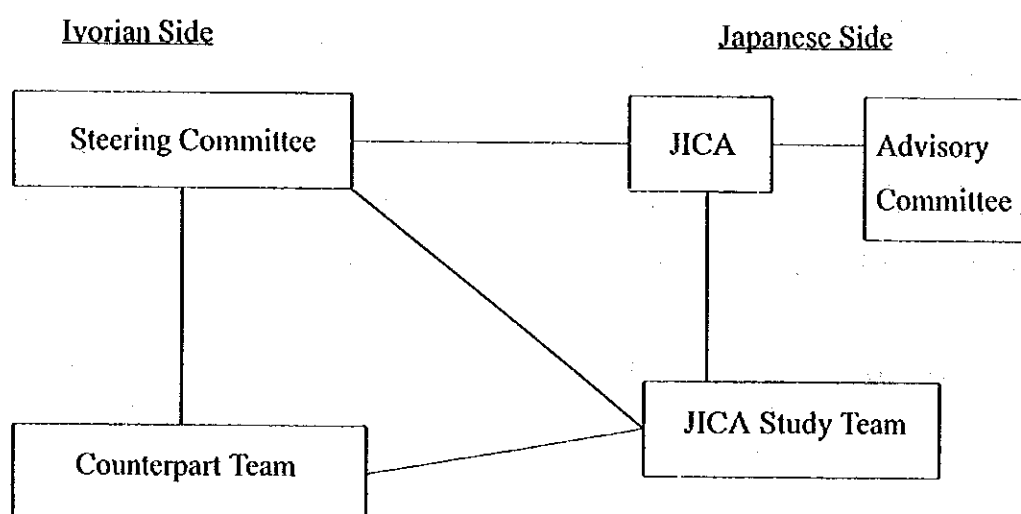 Ivorian Side
Japanese Side
Steering Committee
JICA
Advisory
Committee
JICA Study Team
Counterpart Team